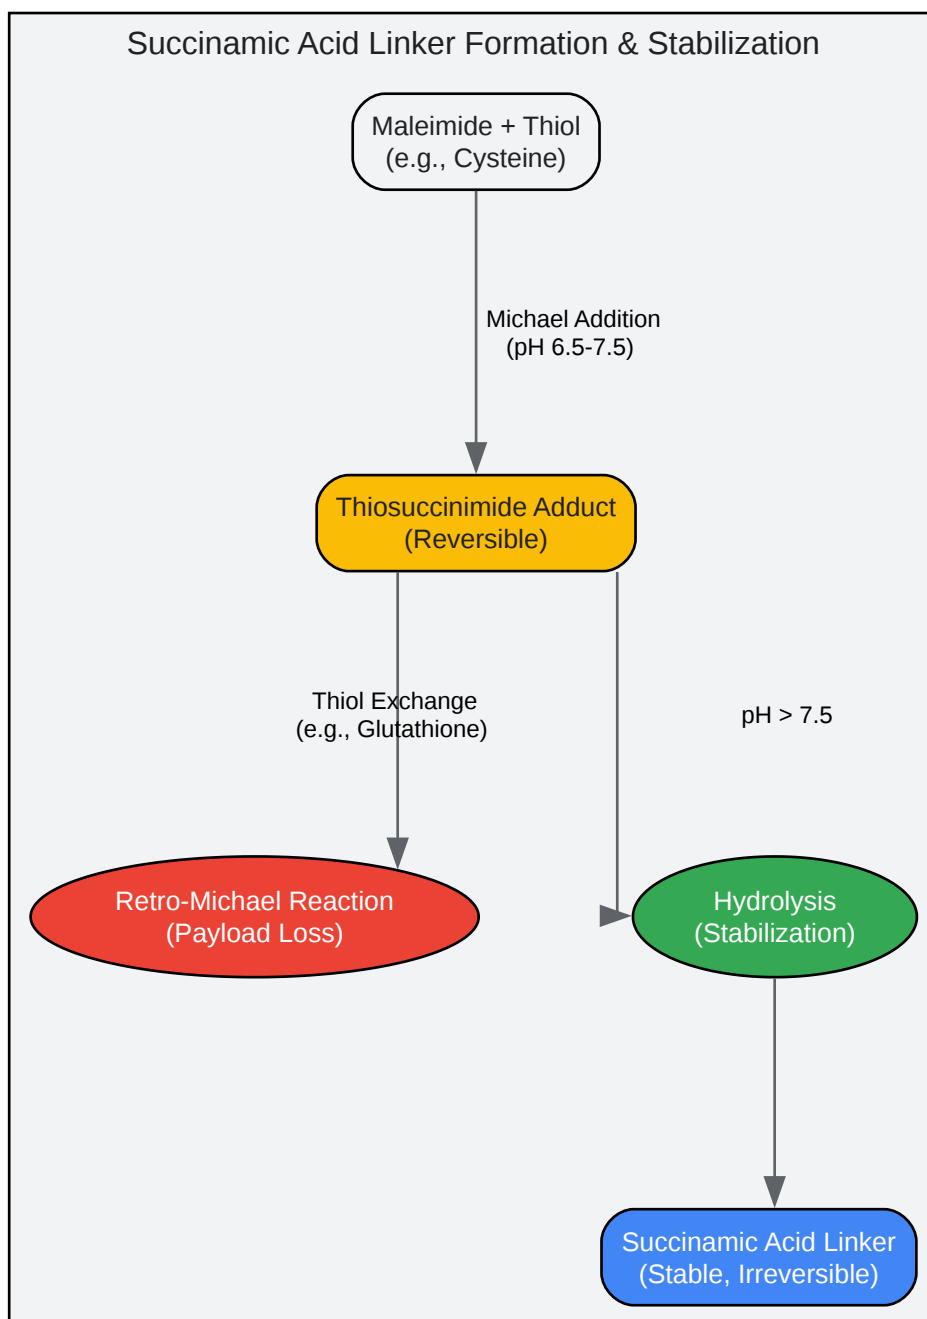 Succinamic Acid Linker Formation & Stabilization
Maleimide + Thiol
(e.g., Cysteine)
Michael Addition
(pH 6.5-7.5)
Thiosuccinimide Adduct
(Reversible)
Thiol Exchange
(e.g., Glutathione)
pH > 7.5
Retro-Michael Reaction
(Payload Loss)
Hydrolysis
(Stabilization)
Succinamic Acid Linker
(Stable, Irreversible)